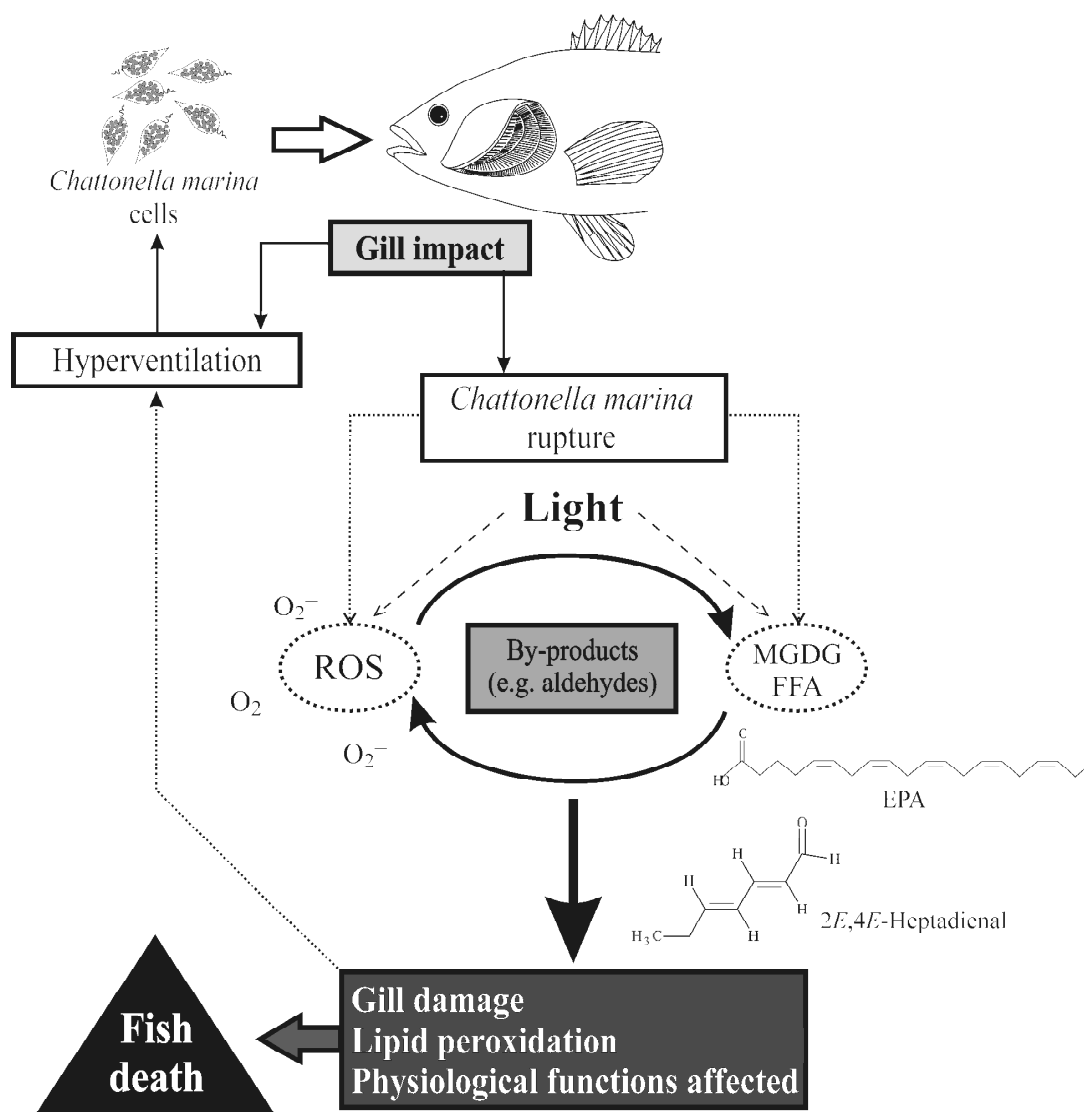 Chattonella marina
cells
Gill impact
Hyperventilation
Chattonella marina
rupture
Light
O₂⁻
ROS
By-products
(e.g. aldehydes)
MGDG
FFA
O₂
O₂⁻
C
HO
EPA
O
H
H
H
H
H
H₃C
2E,4E-Heptadienal
Gill damage
Lipid peroxidation
Physiological functions affected
Fish
death